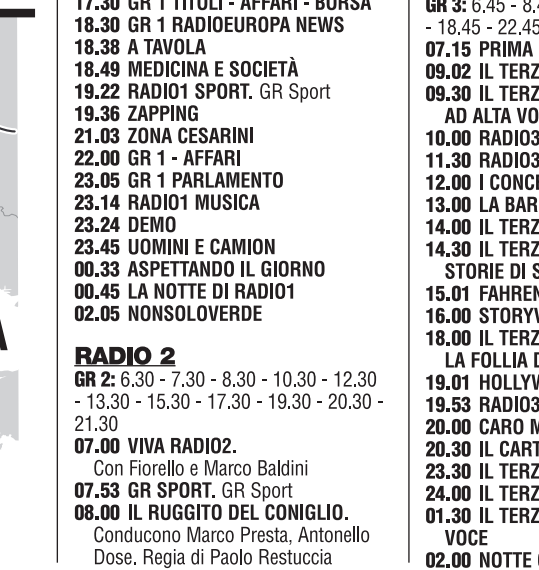 17.30 GR 1 TITOLI - AFFARI - BORSA
18.30 GR 1 RADIOEUROPA NEWS
18.38 A TAVOLA
18.49 MEDICINA E SOCIETÀ
19.22 RADIO1 SPORT. GR Sport
19.36 ZAPPING
21.03 ZONA CESARINI
22.00 GR 1 - AFFARI
23.05 GR 1 PARLAMENTO
23.14 RADIO1 MUSICA
23.24 DEMO
23.45 UOMINI E CAMION
00.33 ASPETTANDO IL GIORNO
00.45 LA NOTTE DI RADIO1
02.05 NONSOLOVERDE
RADIO 2
GR 2: 6.30 - 7.30 - 8.30 - 10.30 - 12.30
- 13.30 - 15.30 - 17.30 - 19.30 - 20.30 -
21.30
07.00 VIVA RADIO2.
Con Fiorello e Marco Baldini
07.53 GR SPORT. GR Sport
08.00 IL RUGGITO DEL CONIGLIO.
Conducono Marco Presta, Antonello
Dose. Regia di Paolo Restuccia
GR 3: 6.45 - 8.4
- 18.45 - 22.45
07.15 PRIMA
09.02 IL TERZ
09.30 IL TERZ
AD ALTA VO
10.00 RADIO3
11.30 RADIO3
12.00 I CONCE
13.00 LA BAR
14.00 IL TERZ
14.30 IL TERZ
STORIE DI S
15.01 FAHREN
16.00 STORYV
18.00 IL TERZ
LA FOLLIA D
19.01 HOLLYW
19.53 RADIO3
20.00 CARO M
20.30 IL CART
23.30 IL TERZ
24.00 IL TERZ
01.30 IL TERZ
VOCE
02.00 NOTTE